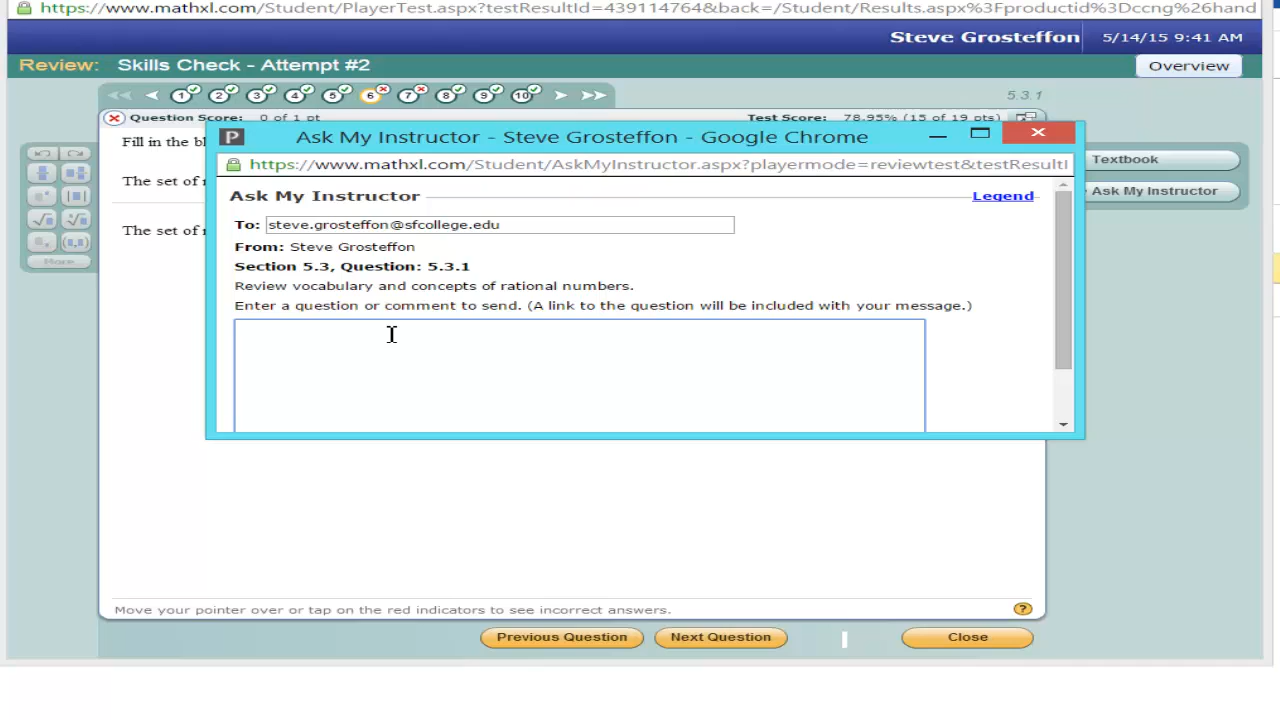 https://www.mathxl.com/Student/PlayerTest.aspx?testResultId=439114764&back=/Student/Results.aspx%3Fproductid%3Dccng%26hand
Steve Grosteffon 5/14/15 9:41 AM
Review: Skills Check - Attempt #2 Overview
1 2 3 4 5 6 7 8 9 10 5.3.1
Question Score: 0 of 1 pt Test Score: 78.95% (15 of 19 pts)
Fill in the bl
The set of r
The set of r
More
Textbook
Ask My Instructor
P Ask My Instructor - Steve Grosteffon - Google Chrome
https://www.mathxl.com/Student/AskMyInstructor.aspx?playermode=reviewtest&testResultI
Ask My Instructor Legend
To: steve.grosteffon@sfcollege.edu
From: Steve Grosteffon
Section 5.3, Question: 5.3.1
Review vocabulary and concepts of rational numbers.
Enter a question or comment to send. (A link to the question will be included with your message.)
Move your pointer over or tap on the red indicators to see incorrect answers. ?
Previous Question Next Question Close